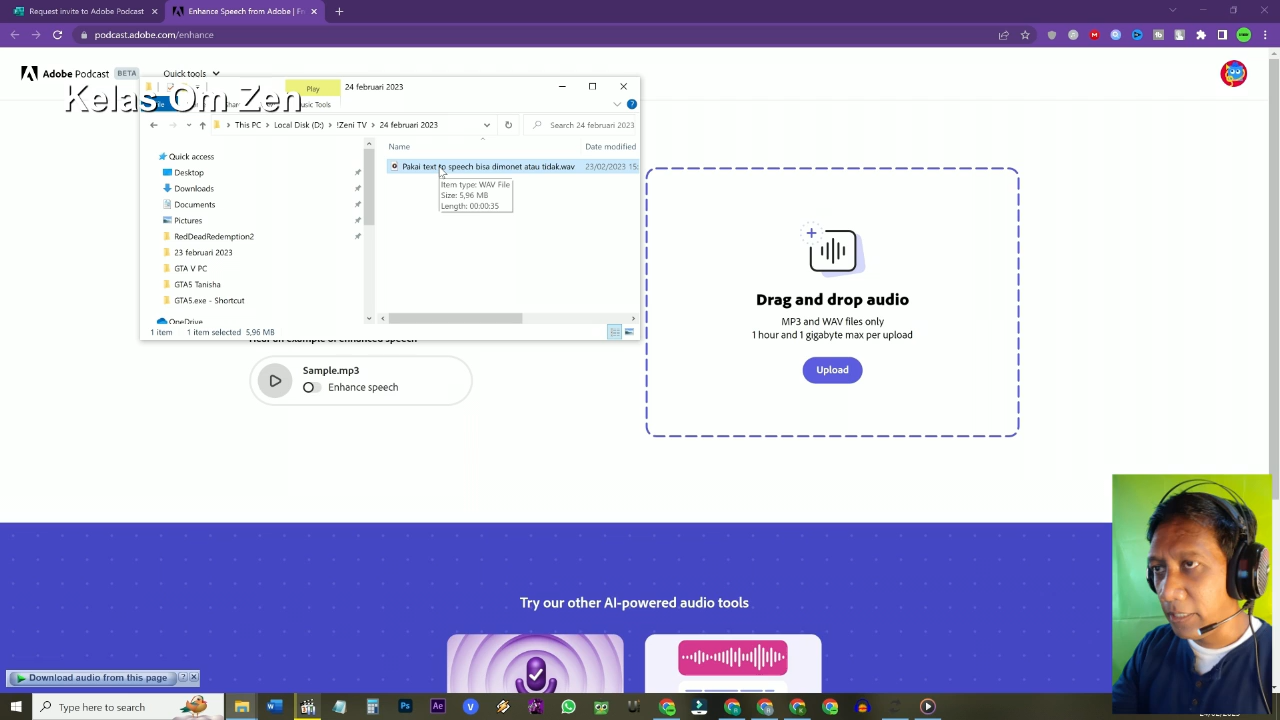 Request invite to Adobe Podcast
Enhance Speech from Adobe |
podcast.adobe.com/enhance
Adobe Podcast
BETA
Quick tools
Kelas Om Zen
Play
24 februari 2023
This PC > Local Disk (D:) > !Zeni TV > 24 februari 2023
Search 24 februari 2023
Name
Date modified
Quick access
Desktop
Downloads
Documents
Pictures
RedDeadRedemption2
23 februari 2023
GTA V PC
GTA5 Tanisha
GTA5.exe - Shortcut
OneDrive
Pakai text to speech bisa dimonet atau tidak.wav
23/02/2023 15:
Item type: WAV File
Size: 5,96 MB
Length: 00:00:35
1 item
1 item selected 5,96 MB
Sample.mp3
Enhance speech
Drag and drop audio
MP3 and WAV files only
1 hour and 1 gigabyte max per upload
Upload
Try our other AI-powered audio tools
Download audio from this page
Type here to search